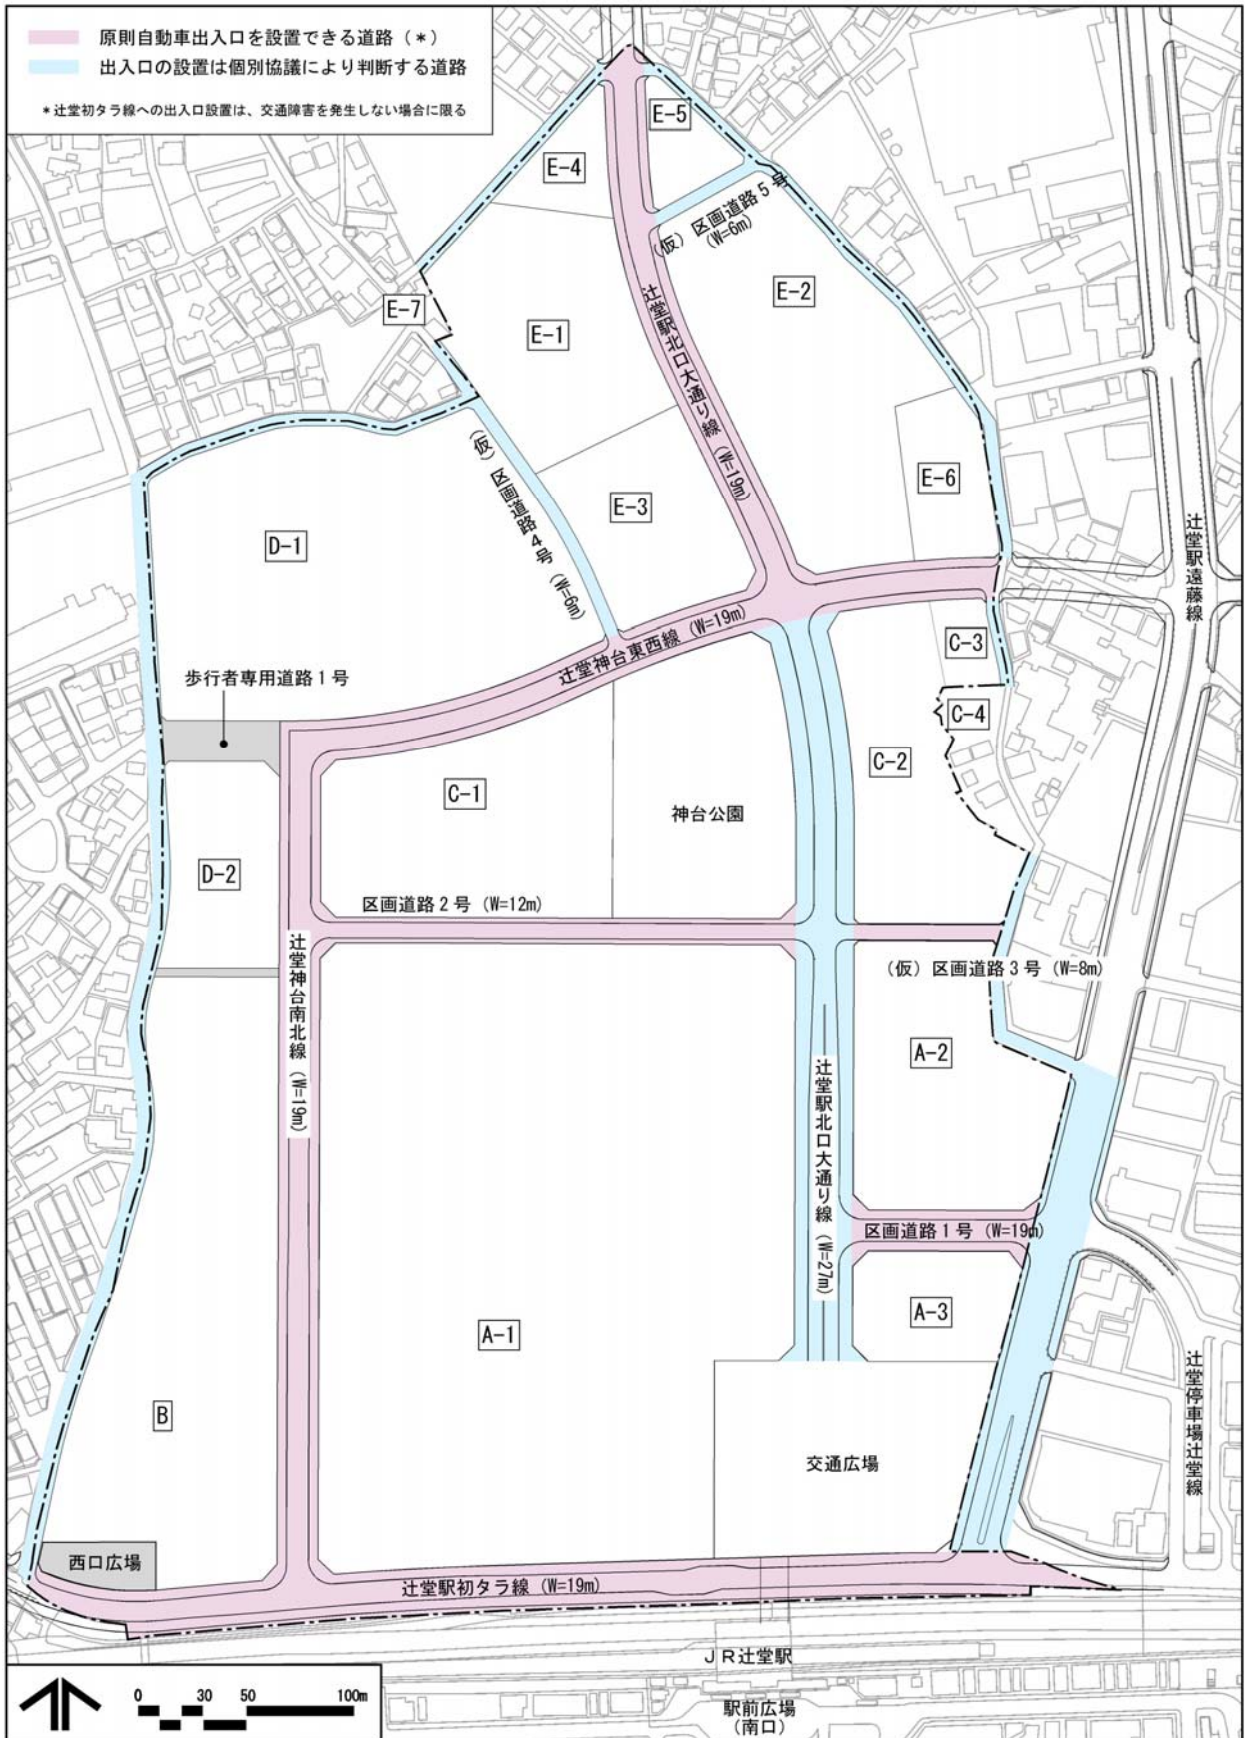 原則自動車出入口を設置できる道路（*）
出入口の設置は個別協議により判断する道路
*辻堂初タラ線への出入口設置は、交通障害を発生しない場合に限る
E-5
E-4
（仮）区画道路5号
（W=6m）
E-2
E-7
E-1
辻堂駅北口大通り線（W=19m）
E-6
E-3
（仮）区画道路4号（W=6m）
辻堂駅遠藤線
D-1
辻堂神台東西線（W=19m）
C-3
歩行者専用道路1号
C-4
C-2
C-1
神台公園
D-2
区画道路2号（W=12m）
辻堂神台南北線（W=19m）
（仮）区画道路3号（W=8m）
A-2
辻堂駅北口大通り線（W=27m）
区画道路1号（W=19m）
A-3
A-1
辻堂停車場辻堂線
B
交通広場
西口広場
辻堂駅初タラ線（W=19m）
JR辻堂駅
0 30 50 100m
駅前広場
（南口）